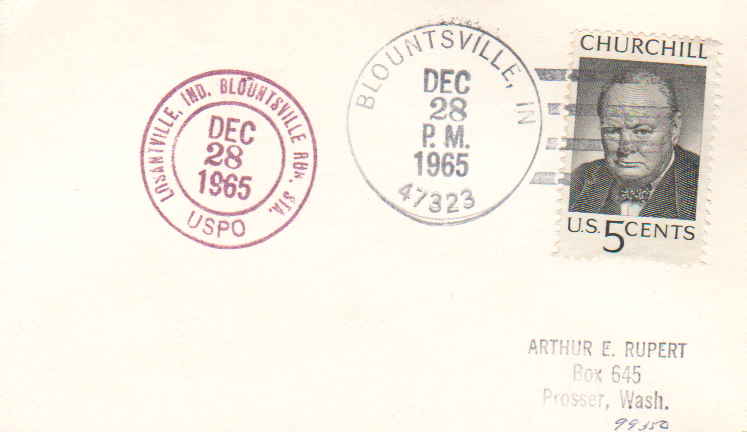 LOSANTVILLE, IND. BLOUNTSVILLE RUR. STA.
DEC
28
1965
USPO
BLOUNTSVILLE, IN
DEC
28
P.M.
1965
47323
CHURCHILL
U.S. 5 CENTS
ARTHUR E. RUPERT
Box 645
Prosser, Wash.
99350